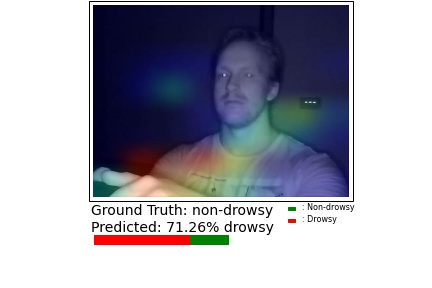 ---
Ground Truth: non-drowsy
Predicted: 71.26% drowsy
: Non-drowsy
: Drowsy